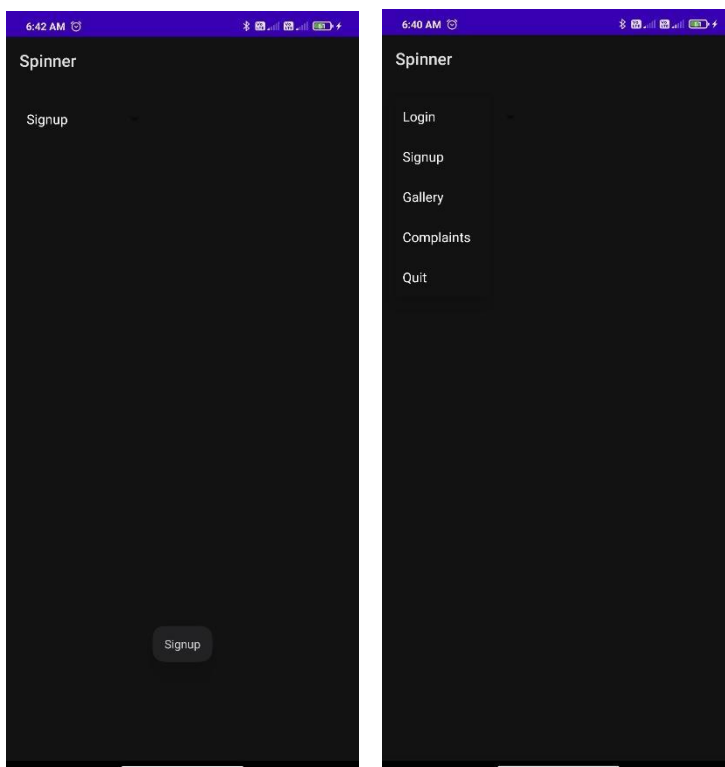 6:42 AM
Spinner
Signup
Signup
6:40 AM
Spinner
Login
Signup
Gallery
Complaints
Quit